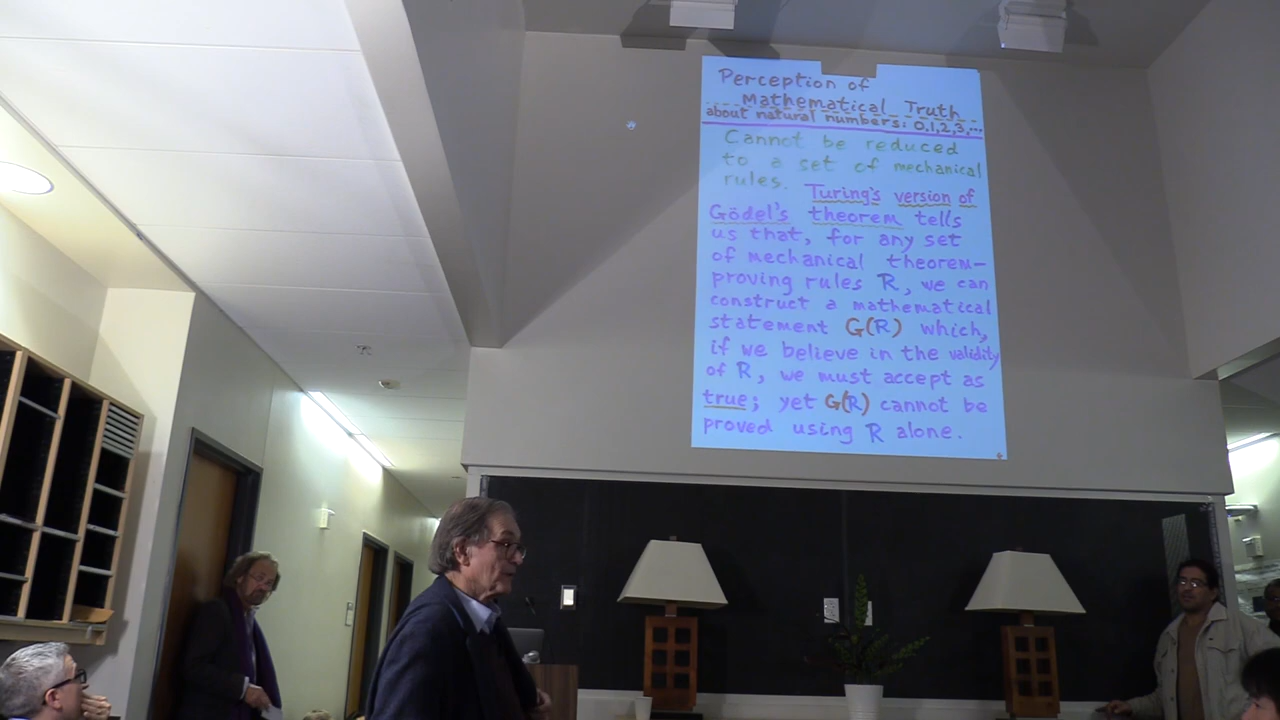 Perception of
Mathematical Truth
about natural numbers: 0,1,2,3,...
Cannot be reduced
to a set of mechanical
rules. Turing's version of
Gödel's theorem tells
us that, for any set
of mechanical theorem-
proving rules R, we can
construct a mathematical
statement G(R) which,
if we believe in the validity
of R, we must accept as
true; yet G(R) cannot be
proved using R alone.